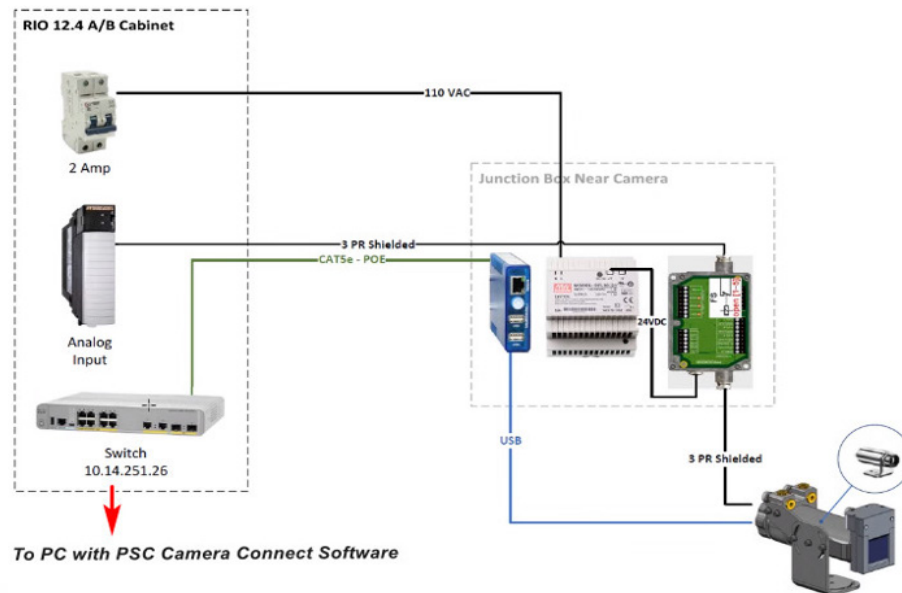 RIO 12.4 A/B Cabinet
110 VAC
2 Amp
Junction Box Near Camera
3 PR Shielded
CAT5e - POE
24VDC
Analog
Input
USB
3 PR Shielded
Switch
10.14.251.26
To PC with PSC Camera Connect Software